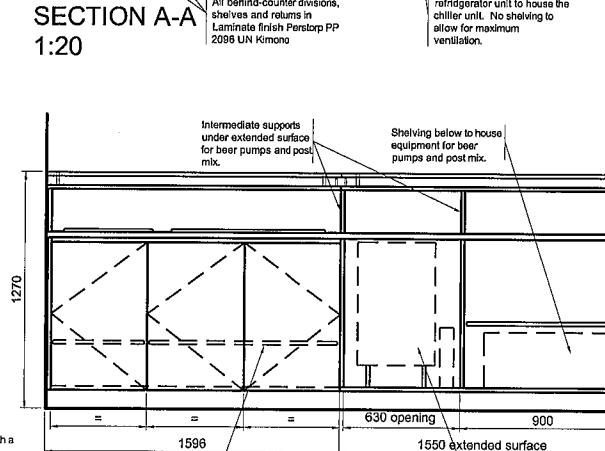 All behind-counter divisions,
shelves and returns in
Laminate finish Perstorp PP
2096 UN Kimono
refridgerator unit to house the
chiller unit. No shelving to
allow for maximum
ventilation.
SECTION A-A
1:20
Intermediate supports
under extended surface
for beer pumps and post
mix.
Shelving below to house
equipment for beer
pumps and post mix.
1270
= = = 630 opening 900
1596 1550 extended surface
h a